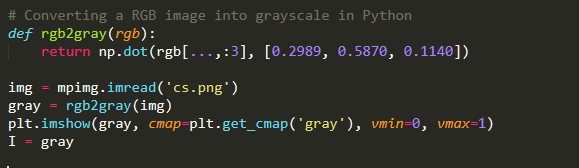 # Converting a RGB image into grayscale in Python
def rgb2gray(rgb):
    return np.dot(rgb[...,:3], [0.2989, 0.5870, 0.1140])

img = mpimg.imread('cs.png')
gray = rgb2gray(img)
plt.imshow(gray, cmap=plt.get_cmap('gray'), vmin=0, vmax=1)
I = gray